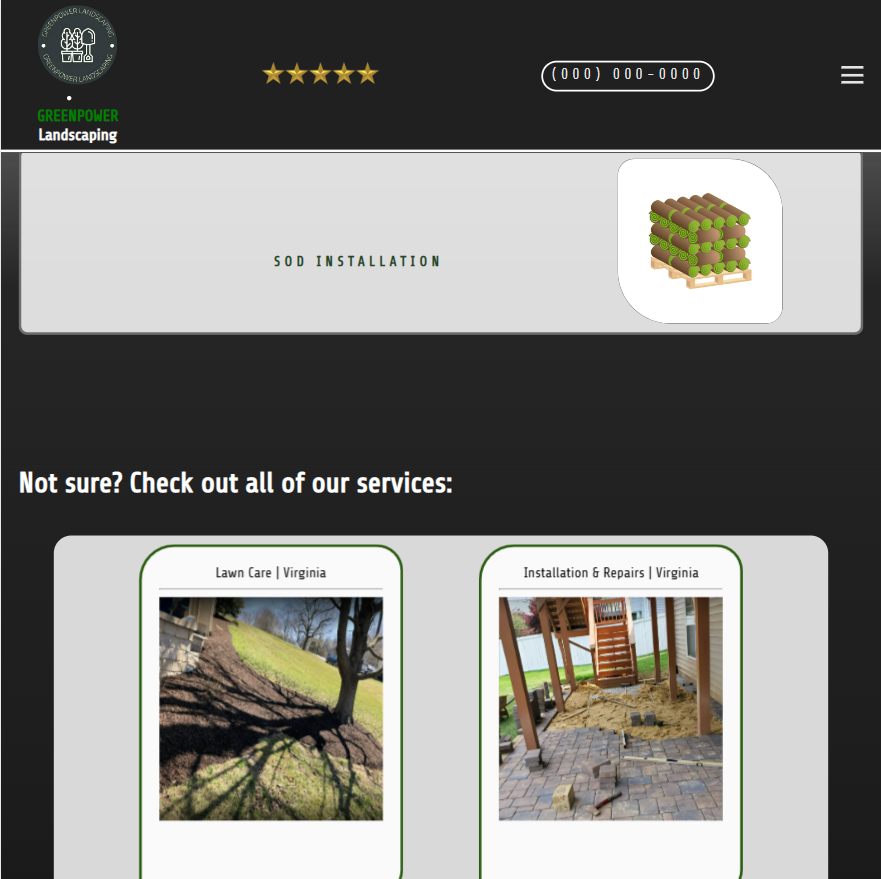 GREENPOWER LANDSCAPING
GREENPOWER LANDSCAPING
GREENPOWER
Landscaping
(000) 000-0000
SOD INSTALLATION
Not sure? Check out all of our services:
Lawn Care | Virginia
Installation & Repairs | Virginia